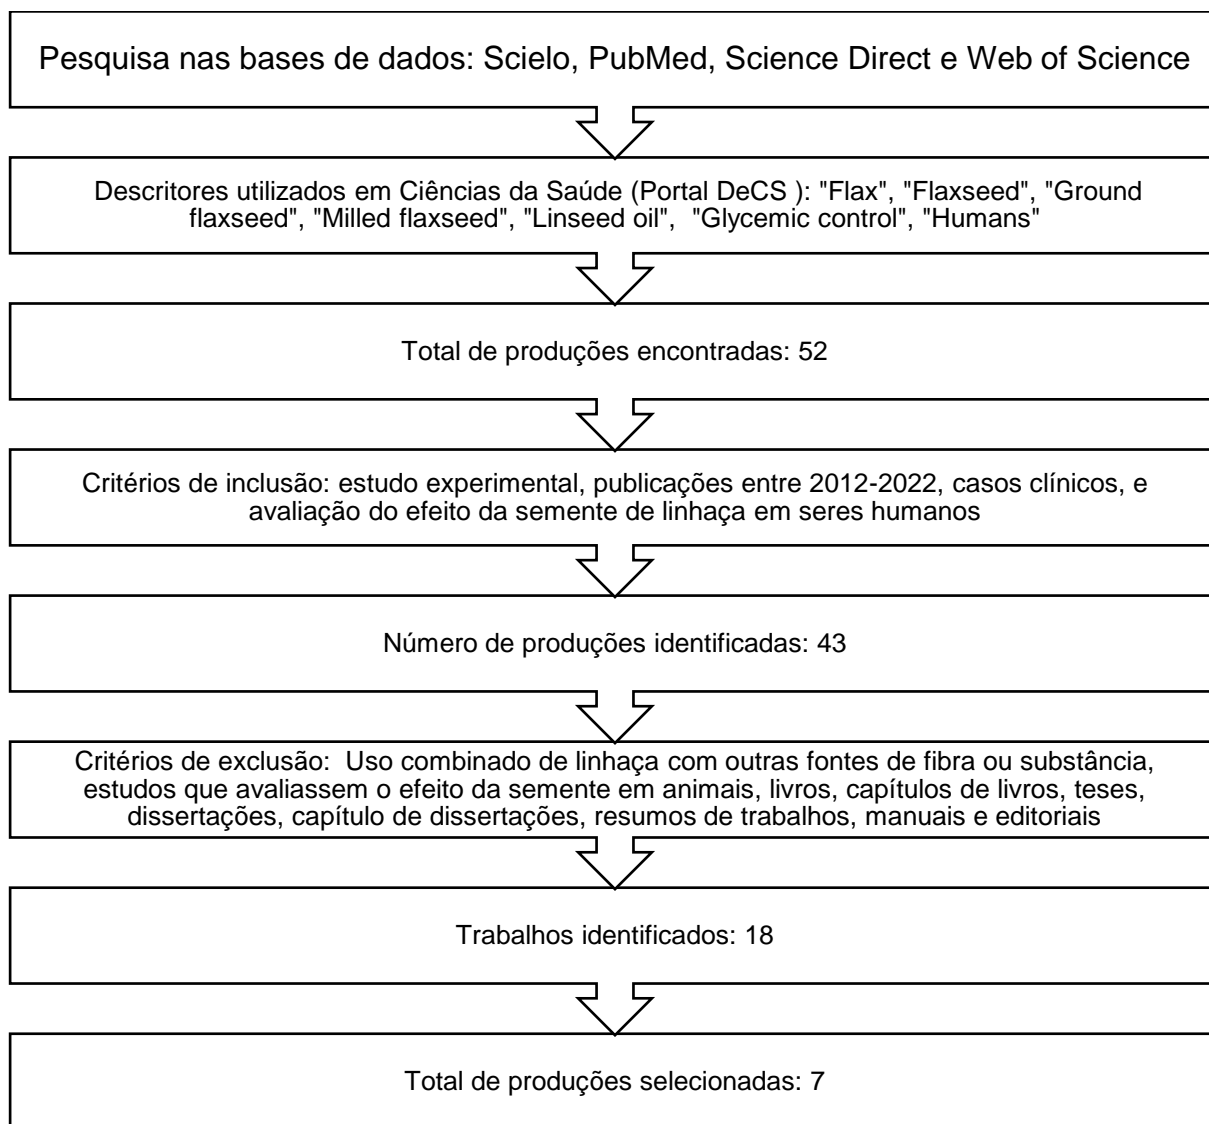 Pesquisa nas bases de dados: Scielo, PubMed, Science Direct e Web of Science
Descritores utilizados em Ciências da Saúde (Portal DeCS ): "Flax", "Flaxseed", "Ground
flaxseed", "Milled flaxseed", "Linseed oil",  "Glycemic control", "Humans"
Total de produções encontradas: 52
Critérios de inclusão: estudo experimental, publicações entre 2012-2022, casos clínicos, e
avaliação do efeito da semente de linhaça em seres humanos
Número de produções identificadas: 43
Critérios de exclusão:  Uso combinado de linhaça com outras fontes de fibra ou substância,
estudos que avaliassem o efeito da semente em animais, livros, capítulos de livros, teses,
dissertações, capítulo de dissertações, resumos de trabalhos, manuais e editoriais
Trabalhos identificados: 18
Total de produções selecionadas: 7